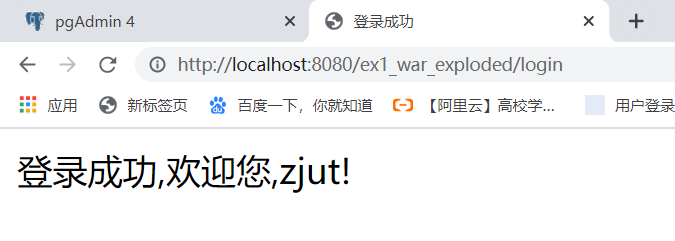 pgAdmin 4 登录成功
http://localhost:8080/ex1_war_exploded/login
应用 新标签页 百度一下，你就知道 【阿里云】高校学... 用户登录
登录成功,欢迎您,zjut!